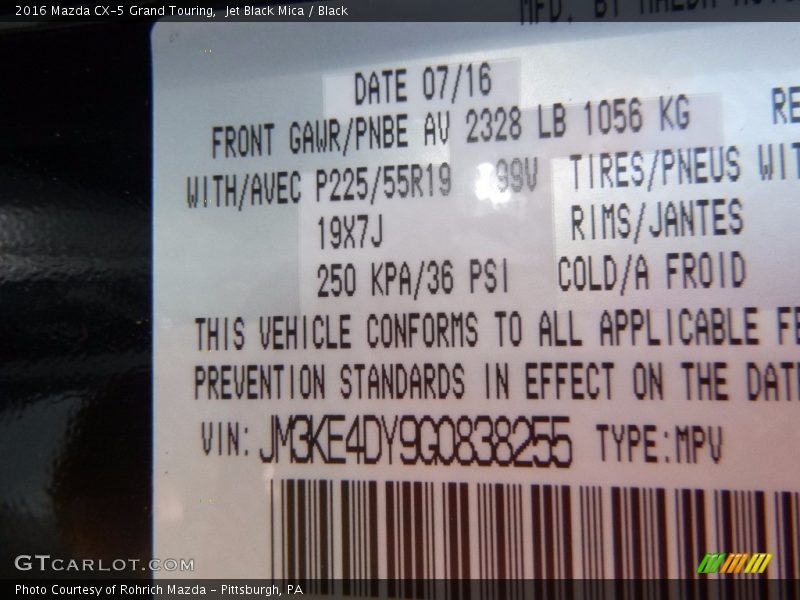 2016 Mazda CX-5 Grand Touring, Jet Black Mica / Black
MFD. BY MAZDA
DATE 07/16
FRONT GAWR/PNBE AV 2328 LB 1056 KG
WITH/AVEC P225/55R19 99V TIRES/PNEUS
19X7J RIMS/JANTES
250 KPA/36 PSI COLD/A FROID
THIS VEHICLE CONFORMS TO ALL APPLICABLE
PREVENTION STANDARDS IN EFFECT ON THE
VIN: JM3KE4DY9G0838255 TYPE:MPV
GTCARLOT.COM
Photo Courtesy of Rohrich Mazda - Pittsburgh, PA